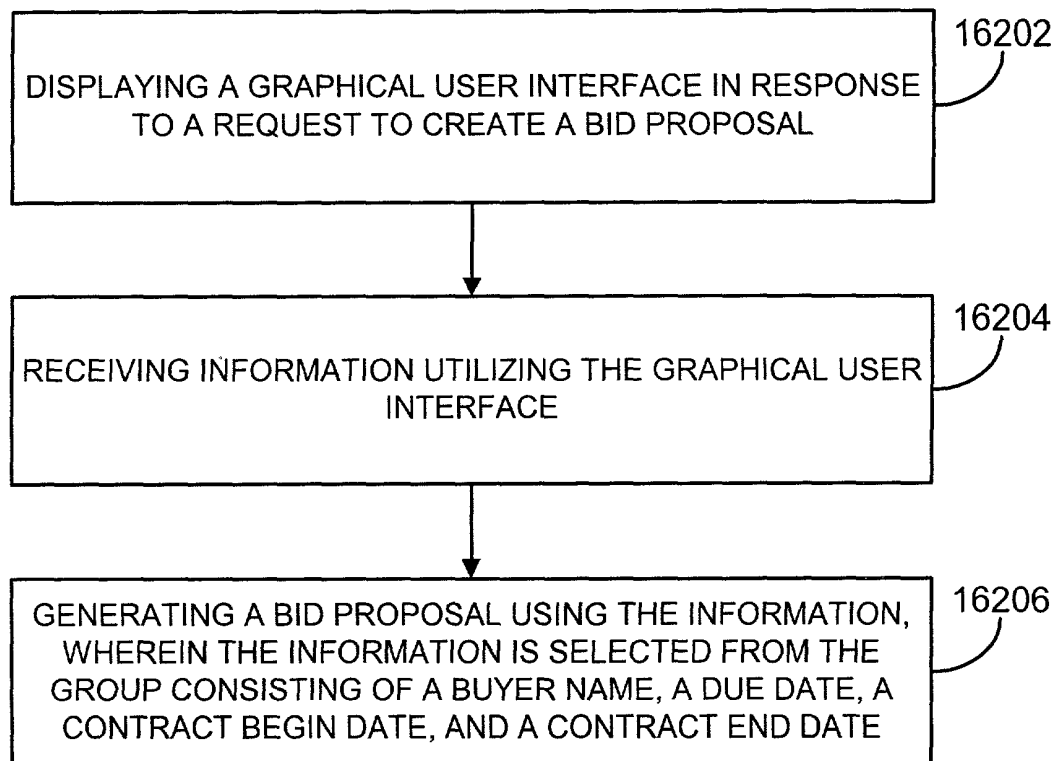 16202
DISPLAYING A GRAPHICAL USER INTERFACE IN RESPONSE
TO A REQUEST TO CREATE A BID PROPOSAL
16204
RECEIVING INFORMATION UTILIZING THE GRAPHICAL USER
INTERFACE
16206
GENERATING A BID PROPOSAL USING THE INFORMATION,
WHEREIN THE INFORMATION IS SELECTED FROM THE
GROUP CONSISTING OF A BUYER NAME, A DUE DATE, A
CONTRACT BEGIN DATE, AND A CONTRACT END DATE